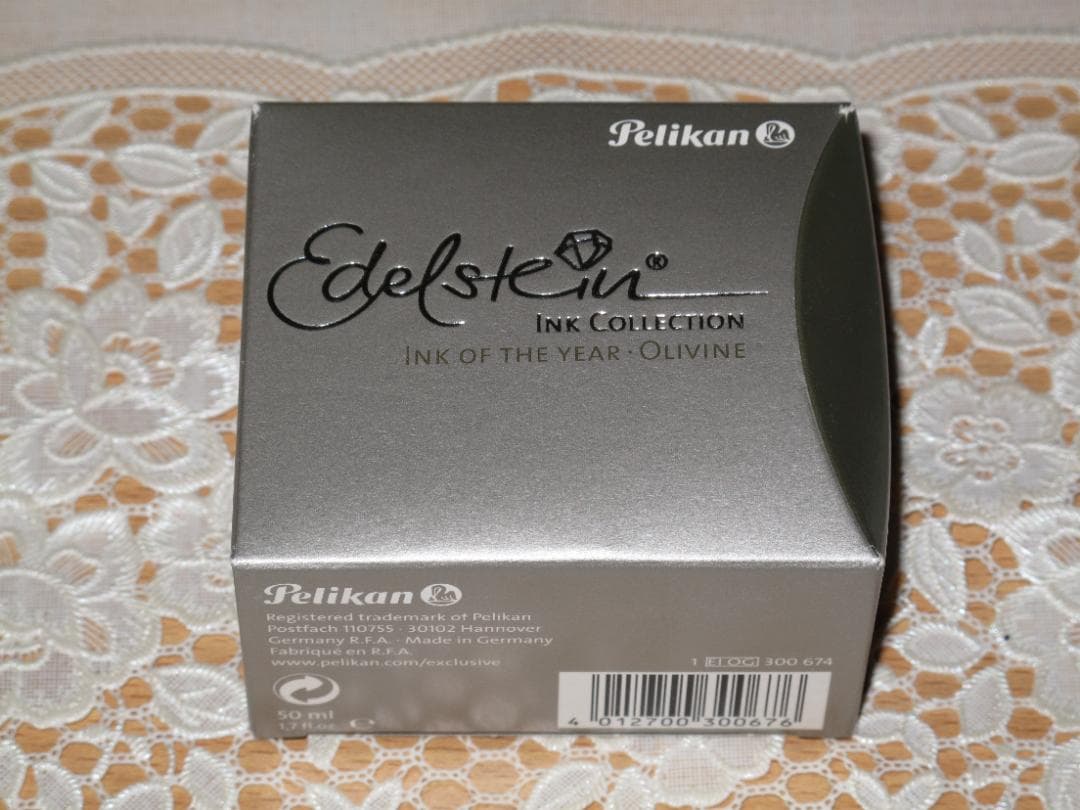 Pelikan
Edelstein®
INK COLLECTION
INK OF THE YEAR · OLIVINE
Pelikan
Registered trademark of Pelikan
Postfach 110755 · 30102 Hannover
Germany R.F.A. · Made in Germany
Fabriqué en R.F.A.
www.pelikan.com/exclusive
1 ELOG 300 674
50 ml
1,7 fl.oz. e
4 012700 300676